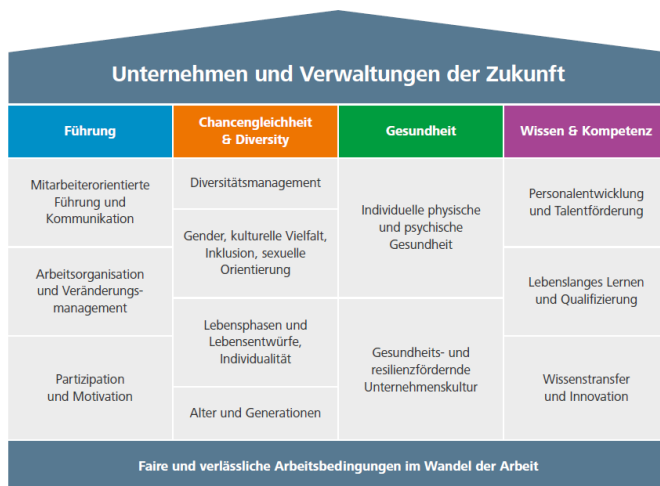 Unternehmen und Verwaltungen der Zukunft
Führung
Chancengleichheit
& Diversity
Gesundheit
Wissen & Kompetenz
Mitarbeiterorientierte
Führung und
Kommunikation
Arbeitsorganisation
und Veränderungs-
management
Partizipation
und Motivation
Diversitätsmanagement
Gender, kulturelle Vielfalt,
Inklusion, sexuelle
Orientierung
Lebensphasen und
Lebensentwürfe,
Individualität
Alter und Generationen
Individuelle physische
und psychische
Gesundheit
Gesundheits- und
resilienzfördernde
Unternehmenskultur
Personalentwicklung
und Talentförderung
Lebenslanges Lernen
und Qualifizierung
Wissenstransfer
und Innovation
Faire und verlässliche Arbeitsbedingungen im Wandel der Arbeit